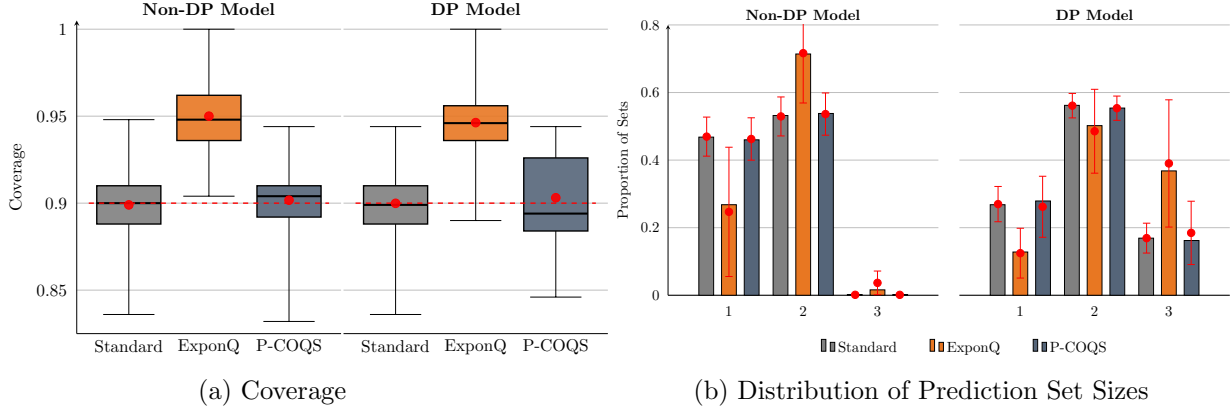 Non-DP Model
DP Model
1
0.95
0.9
0.85
Coverage
Standard
ExponQ
P-COQS
Standard
ExponQ
P-COQS
(a) Coverage
Non-DP Model
DP Model
0.8
0.6
0.4
0.2
0
Proportion of Sets
1
2
3
1
2
3
Standard
ExponQ
P-COQS
(b) Distribution of Prediction Set Sizes